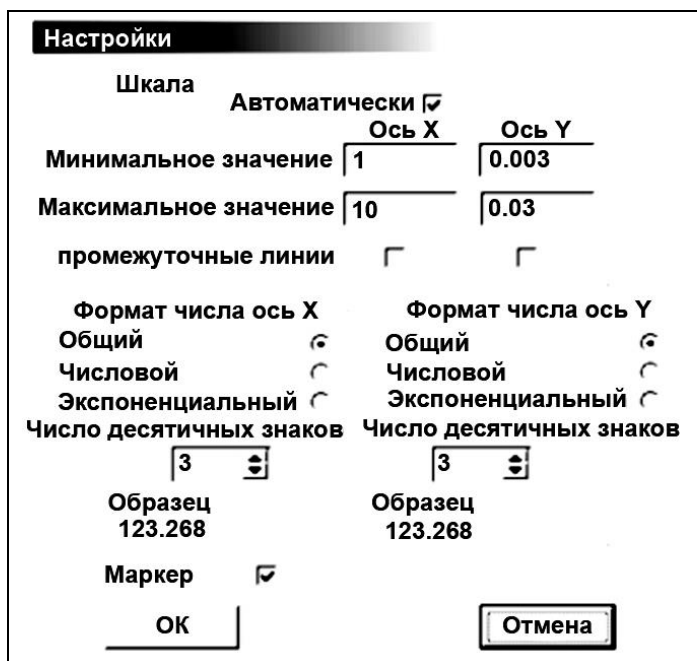 Настройки
Шкала
Автоматически
Ось X Ось Y
Минимальное значение 1 0.003
Максимальное значение 10 0.03
промежуточные линии
Формат числа ось X Формат числа ось Y
Общий Общий
Числовой Числовой
Экспоненциальный Экспоненциальный
Число десятичных знаков Число десятичных знаков
3 3
Образец Образец
123.268 123.268
Маркер
ОК Отмена